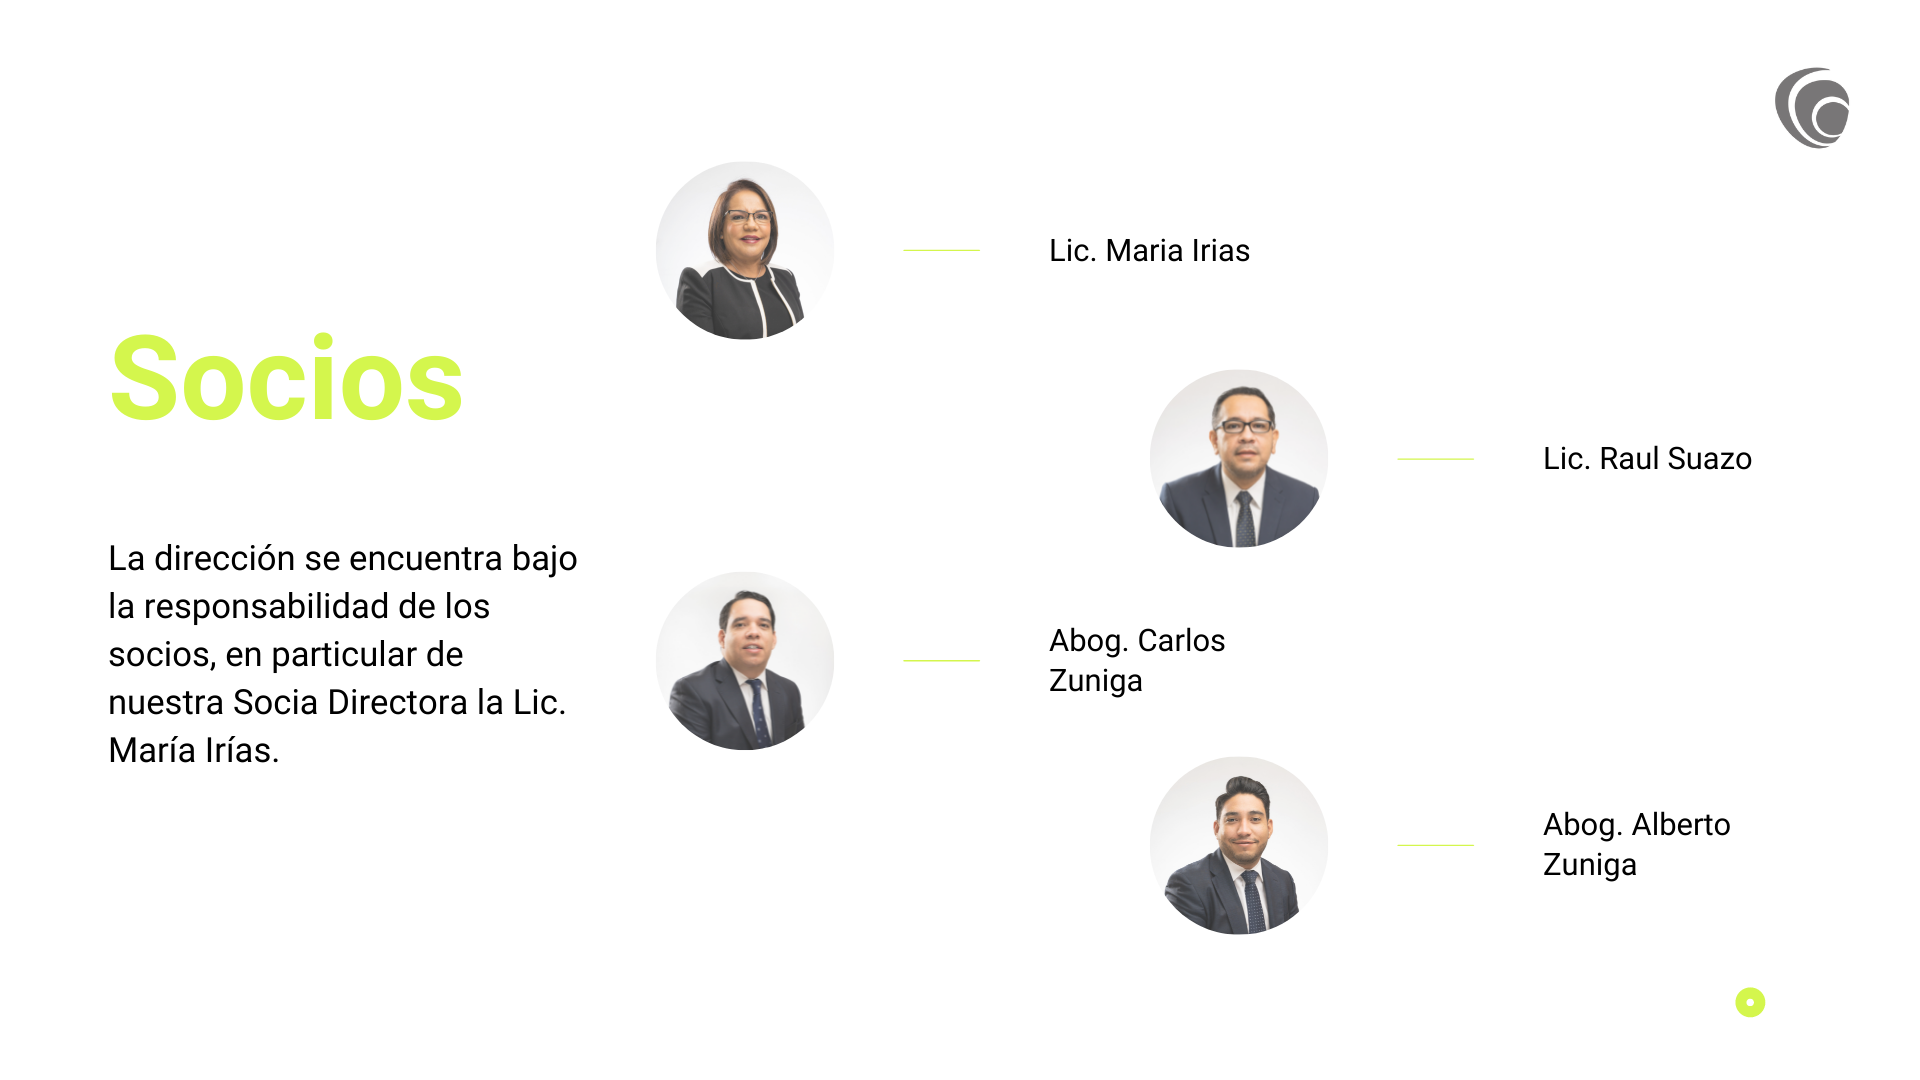 Socios
La dirección se encuentra bajo
la responsabilidad de los
socios, en particular de
nuestra Socia Directora la Lic.
María Irías.
Lic. Maria Irias
Lic. Raul Suazo
Abog. Carlos
Zuniga
Abog. Alberto
Zuniga